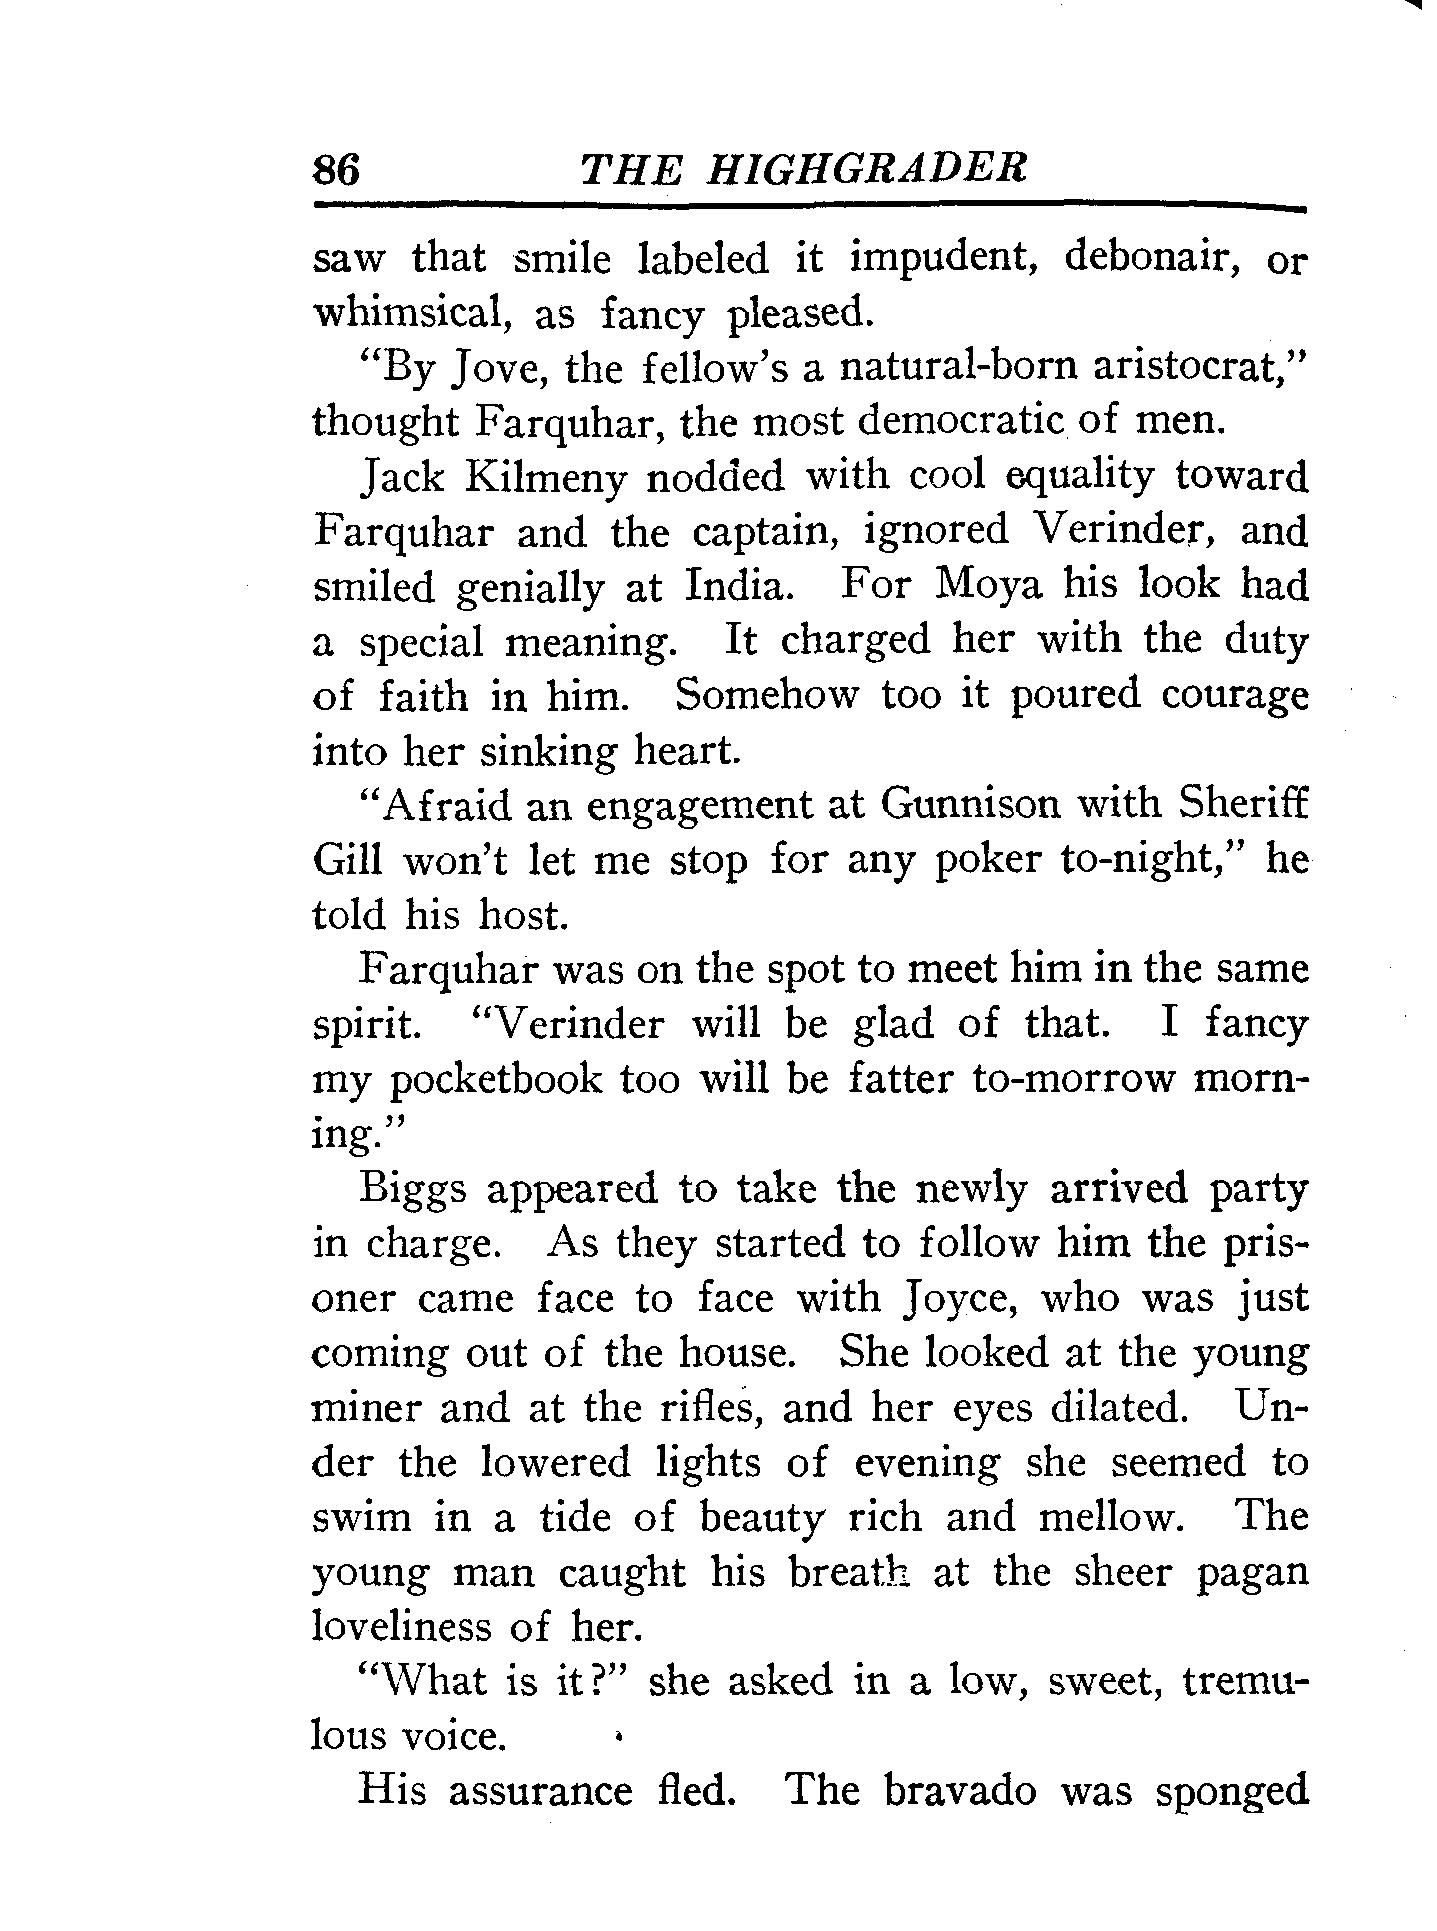 86 THE HIGHGRADER
saw that smile labeled it impudent, debonair, or
whimsical, as fancy pleased.
“By Jove, the fellow’s a natural-born aristocrat,”
thought Farquhar, the most democratic of men.
Jack Kilmeny nodded with cool equality toward
Farquhar and the captain, ignored Verinder, and
smiled genially at India. For Moya his look had
a special meaning. It charged her with the duty
of faith in him. Somehow too it poured courage
into her sinking heart.
“Afraid an engagement at Gunnison with Sheriff
Gill won’t let me stop for any poker to-night,” he
told his host.
Farquhar was on the spot to meet him in the same
spirit. “Verinder will be glad of that. I fancy
my pocketbook too will be fatter to-morrow morn-
ing.”
Biggs appeared to take the newly arrived party
in charge. As they started to follow him the pris-
oner came face to face with Joyce, who was just
coming out of the house. She looked at the young
miner and at the rifles, and her eyes dilated. Un-
der the lowered lights of evening she seemed to
swim in a tide of beauty rich and mellow. The
young man caught his breath at the sheer pagan
loveliness of her.
“What is it?” she asked in a low, sweet, tremu-
lous voice.
His assurance fled. The bravado was sponged